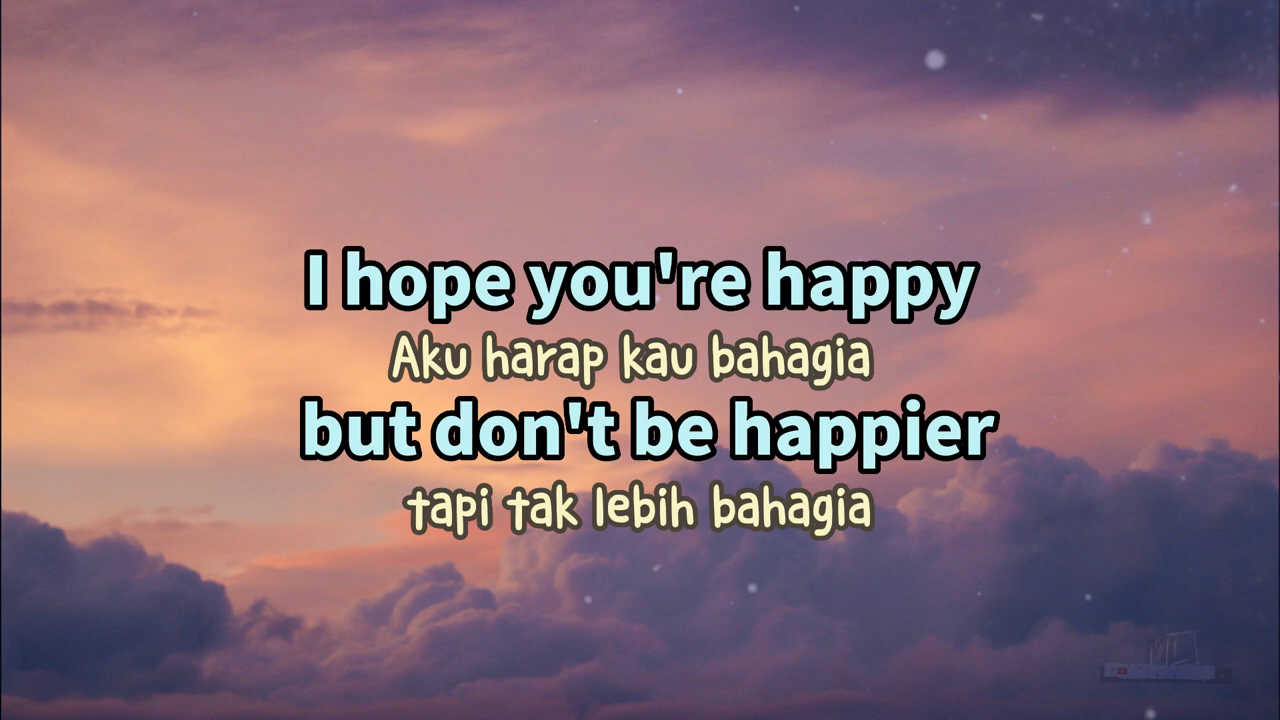 I hope you're happy
Aku harap kau bahagia
but don't be happier
tapi tak lebih bahagia